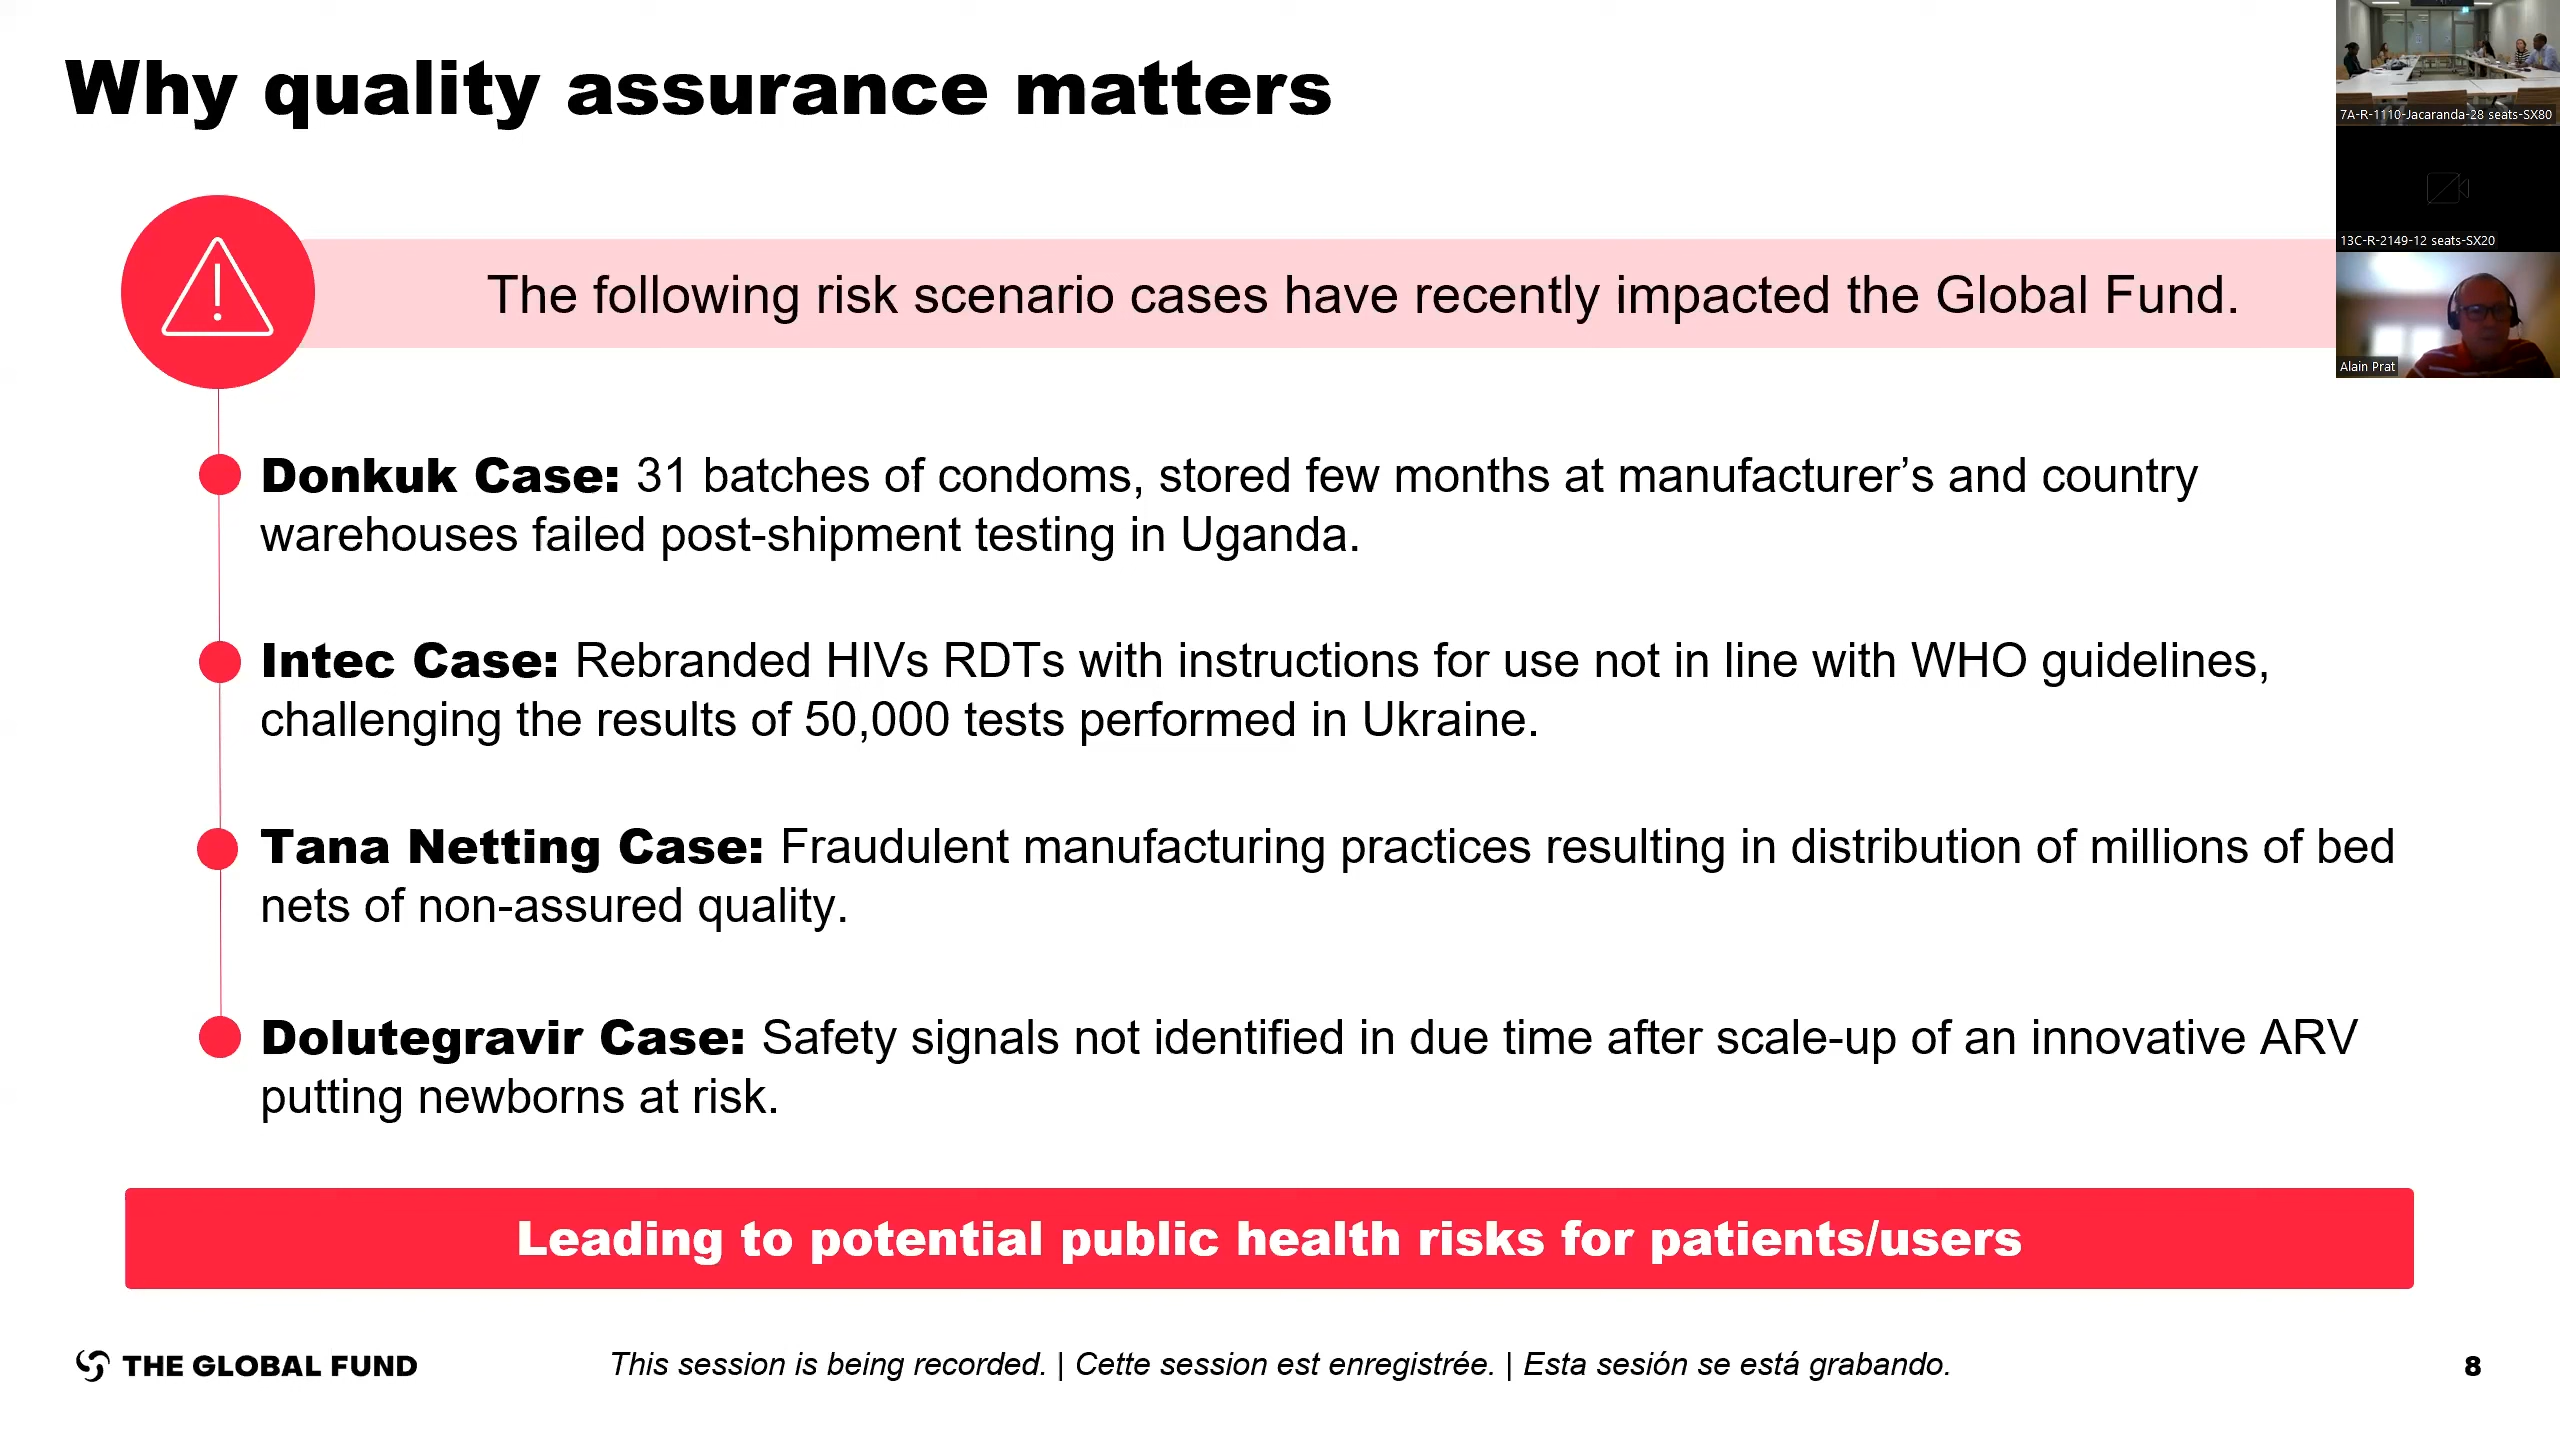 Why quality assurance matters
7A-R-1110-Jacaranda-28 seats-SX80
13C-R-2149-12 seats-SX20
Alain Prat
The following risk scenario cases have recently impacted the Global Fund.
Donkuk Case: 31 batches of condoms, stored few months at manufacturer’s and country
warehouses failed post-shipment testing in Uganda.
Intec Case: Rebranded HIVs RDTs with instructions for use not in line with WHO guidelines,
challenging the results of 50,000 tests performed in Ukraine.
Tana Netting Case: Fraudulent manufacturing practices resulting in distribution of millions of bed
nets of non-assured quality.
Dolutegravir Case: Safety signals not identified in due time after scale-up of an innovative ARV
putting newborns at risk.
Leading to potential public health risks for patients/users
THE GLOBAL FUND
This session is being recorded. | Cette session est enregistrée. | Esta sesión se está grabando.
8